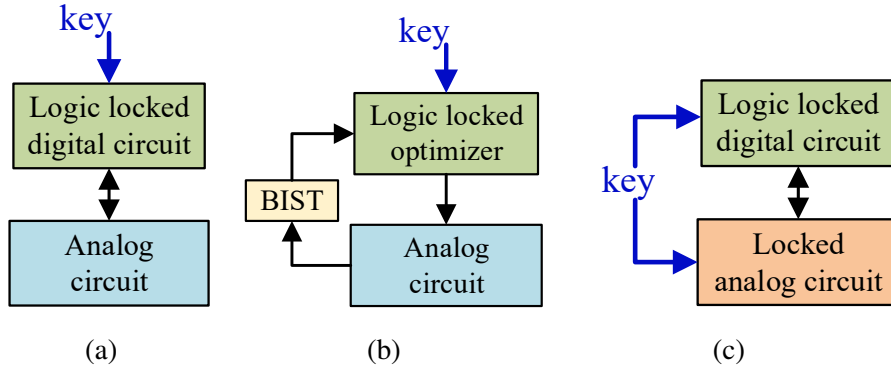 key
Logic locked
digital circuit
Analog
circuit
(a)
key
Logic locked
optimizer
BIST
Analog
circuit
(b)
Logic locked
digital circuit
key
Locked
analog circuit
(c)